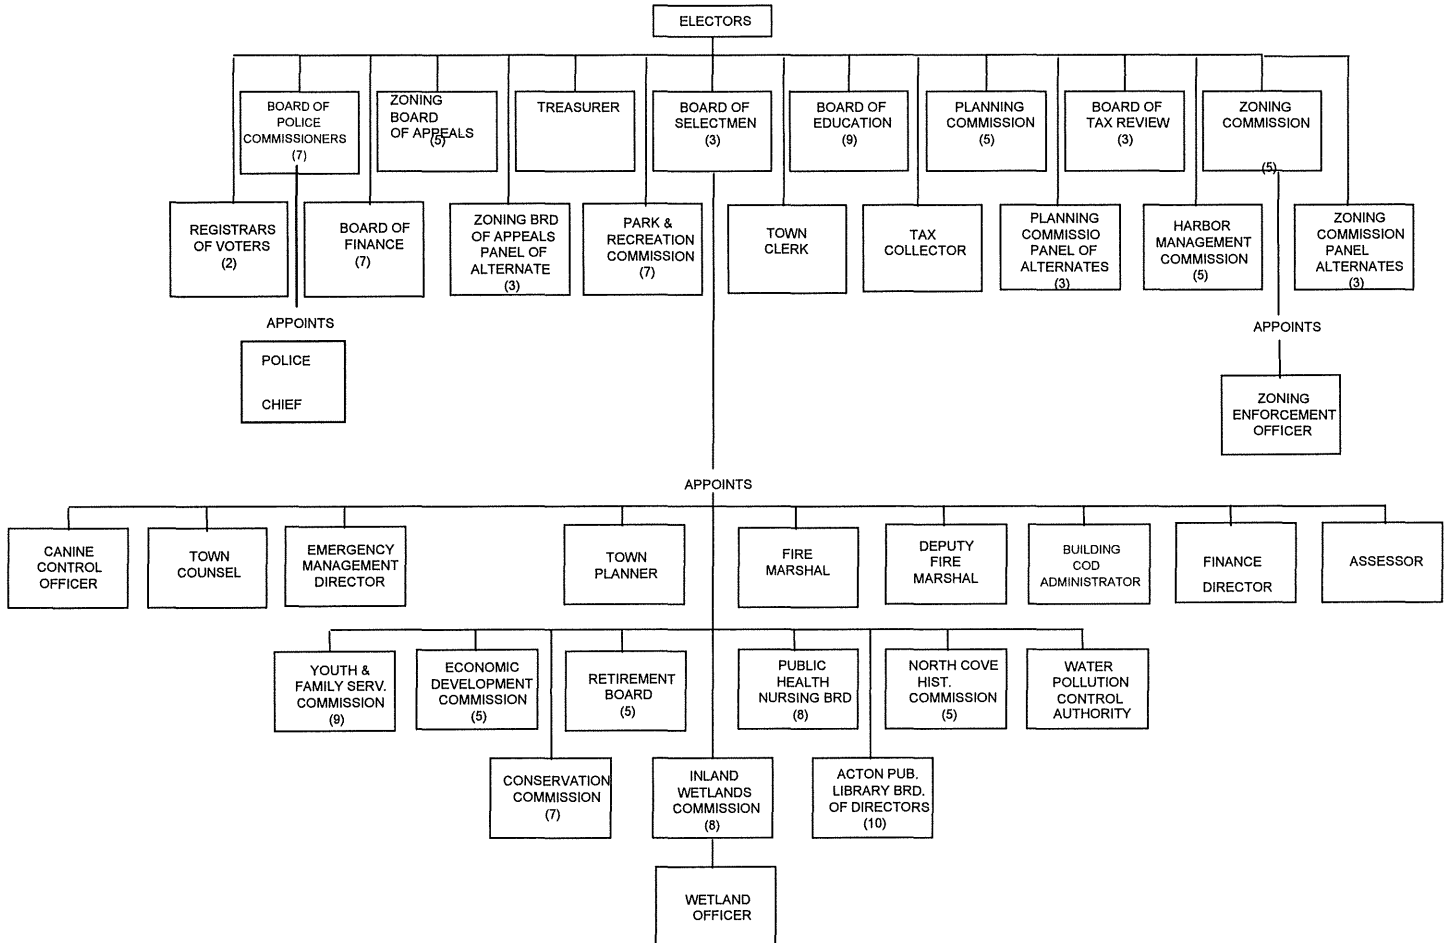 ELECTORS
BOARD OF
POLICE
COMMISSIONERS
(7)
ZONING
BOARD
OF APPEALS
(5)
TREASURER
BOARD OF
SELECTMEN
(3)
BOARD OF
EDUCATION
(9)
PLANNING
COMMISSION
(5)
BOARD OF
TAX REVIEW
(3)
ZONING
COMMISSION
(5)
REGISTRARS
OF VOTERS
(2)
BOARD OF
FINANCE
(7)
ZONING BRD
OF APPEALS
PANEL OF
ALTERNATE
(3)
PARK &
RECREATION
COMMISSION
(7)
TOWN
CLERK
TAX
COLLECTOR
PLANNING
COMMISSIO
PANEL OF
ALTERNATES
(3)
HARBOR
MANAGEMENT
COMMISSION
(5)
ZONING
COMMISSION
PANEL
ALTERNATES
(3)
APPOINTS
POLICE
CHIEF
APPOINTS
ZONING
ENFORCEMENT
OFFICER
APPOINTS
CANINE
CONTROL
OFFICER
TOWN
COUNSEL
EMERGENCY
MANAGEMENT
DIRECTOR
TOWN
PLANNER
FIRE
MARSHAL
DEPUTY
FIRE
MARSHAL
BUILDING
COD
ADMINISTRATOR
FINANCE
DIRECTOR
ASSESSOR
YOUTH &
FAMILY SERV.
COMMISSION
(9)
ECONOMIC
DEVELOPMENT
COMMISSION
(5)
RETIREMENT
BOARD
(5)
PUBLIC
HEALTH
NURSING BRD
(8)
NORTH COVE
HIST.
COMMISSION
(5)
WATER
POLLUTION
CONTROL
AUTHORITY
CONSERVATION
COMMISSION
(7)
INLAND
WETLANDS
COMMISSION
(8)
ACTON PUB.
LIBRARY BRD.
OF DIRECTORS
(10)
WETLAND
OFFICER